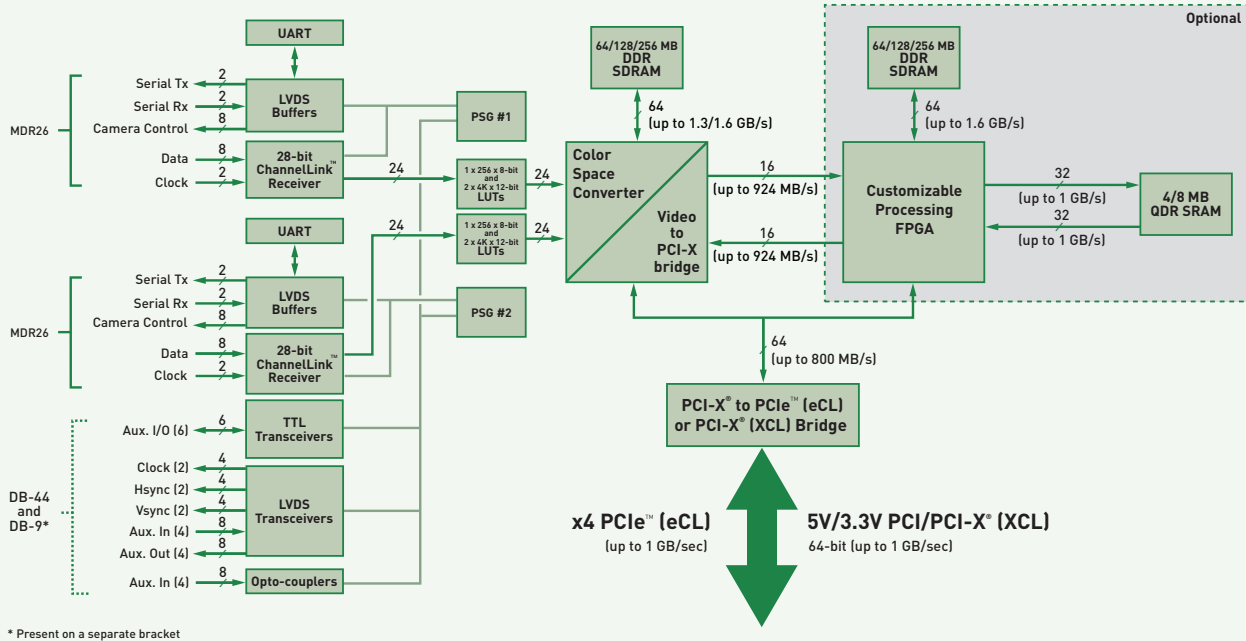 Optional
UART
64/128/256 MB
DDR
SDRAM
64/128/256 MB
DDR
SDRAM
MDR26
Serial Tx
2
Serial Rx
2
Camera Control
8
LVDS
Buffers
Data
8
Clock
2
28-bit
ChannelLink™
Receiver
PSG #1
24
1 x 256 x 8-bit
and
2 x 4K x 12-bit
LUTs
24
24
1 x 256 x 8-bit
and
2 x 4K x 12-bit
LUTs
24
64
(up to 1.3/1.6 GB/s)
Color
Space
Converter
Video
to
PCI-X
bridge
16
(up to 924 MB/s)
16
(up to 924 MB/s)
64
(up to 1.6 GB/s)
Customizable
Processing
FPGA
32
(up to 1 GB/s)
32
(up to 1 GB/s)
4/8 MB
QDR SRAM
UART
MDR26
Serial Tx
2
Serial Rx
2
Camera Control
8
LVDS
Buffers
Data
8
Clock
2
28-bit
ChannelLink™
Receiver
PSG #2
64
(up to 800 MB/s)
PCI-X® to PCIe™ (eCL)
or PCI-X® (XCL) Bridge
DB-44
and
DB-9*
Aux. I/O (6)
6
TTL
Transceivers
Clock (2)
4
Hsync (2)
4
Vsync (2)
4
Aux. In (4)
8
Aux. Out (4)
8
LVDS
Transceivers
Aux. In (4)
8
Opto-couplers
x4 PCIe™ (eCL)
(up to 1 GB/sec)
5V/3.3V PCI/PCI-X® (XCL)
64-bit (up to 1 GB/sec)
* Present on a separate bracket